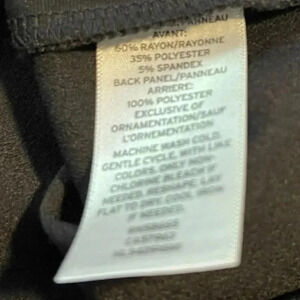 PANNEAU
AVANT:
60% RAYON/RAYONNE
35% POLYESTER
5% SPANDEX
BACK PANEL/PANNEAU
ARRIERE:
100% POLYESTER
EXCLUSIVE OF
ORNAMENTATION/SAUF
L'ORNEMENTATION
MACHINE WASH COLD,
GENTLE CYCLE, WITH LIKE
COLORS, ONLY NON-
CHLORINE BLEACH IF
NEEDED. RESHAPE, LAY
FLAT TO DRY. COOL IRON
IF NEEDED.